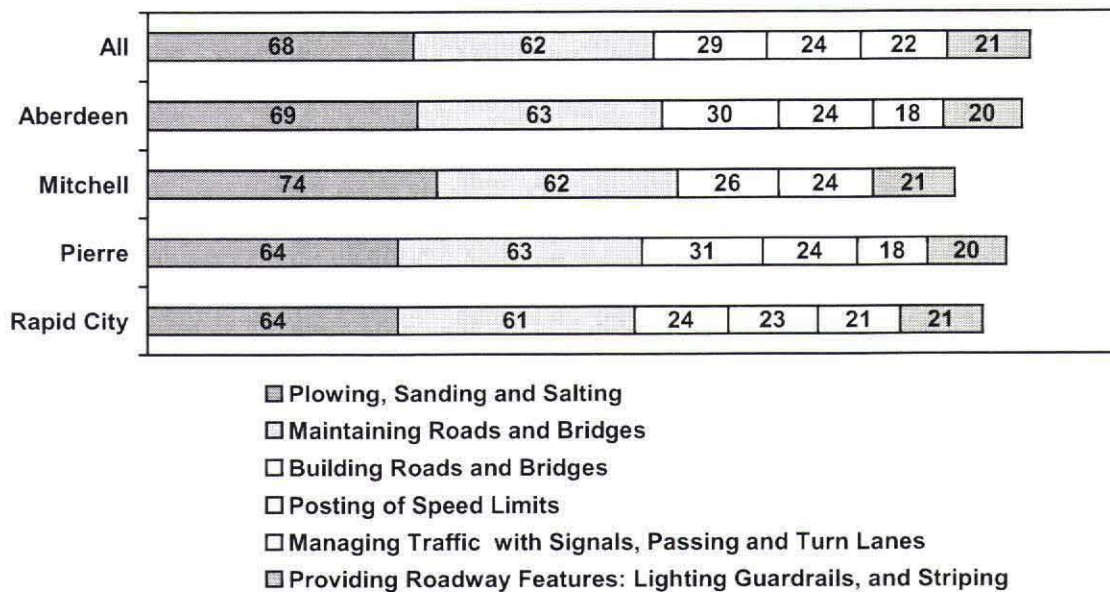 All 68 62 29 24 22 21
Aberdeen 69 63 30 24 18 20
Mitchell 74 62 26 24 21
Pierre 64 63 31 24 18 20
Rapid City 64 61 24 23 21 21
Plowing, Sanding and Salting
Maintaining Roads and Bridges
Building Roads and Bridges
Posting of Speed Limits
Managing Traffic with Signals, Passing and Turn Lanes
Providing Roadway Features: Lighting Guardrails, and Striping